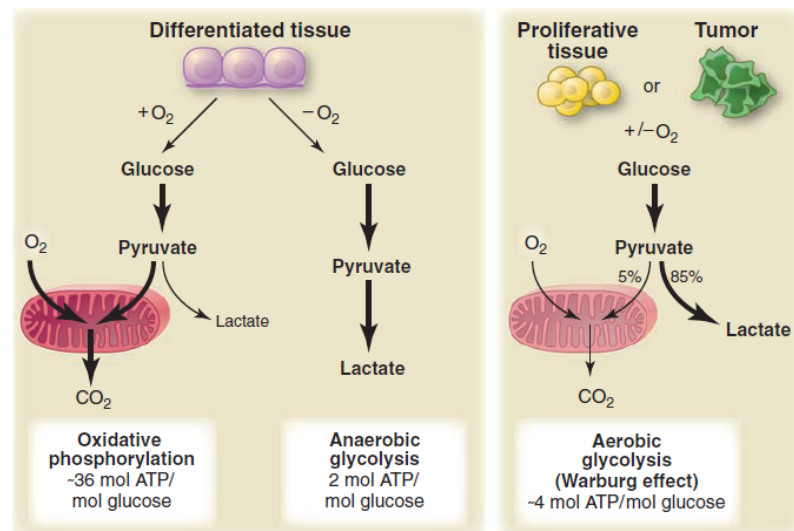 Differentiated tissue
+O₂
−O₂
Glucose
Glucose
O₂
Pyruvate
Pyruvate
Lactate
Lactate
CO₂
Oxidative
phosphorylation
~36 mol ATP/
mol glucose
Anaerobic
glycolysis
2 mol ATP/
mol glucose
Proliferative
tissue
or
Tumor
+/−O₂
Glucose
O₂
Pyruvate
5%
85%
Lactate
CO₂
Aerobic
glycolysis
(Warburg effect)
~4 mol ATP/mol glucose